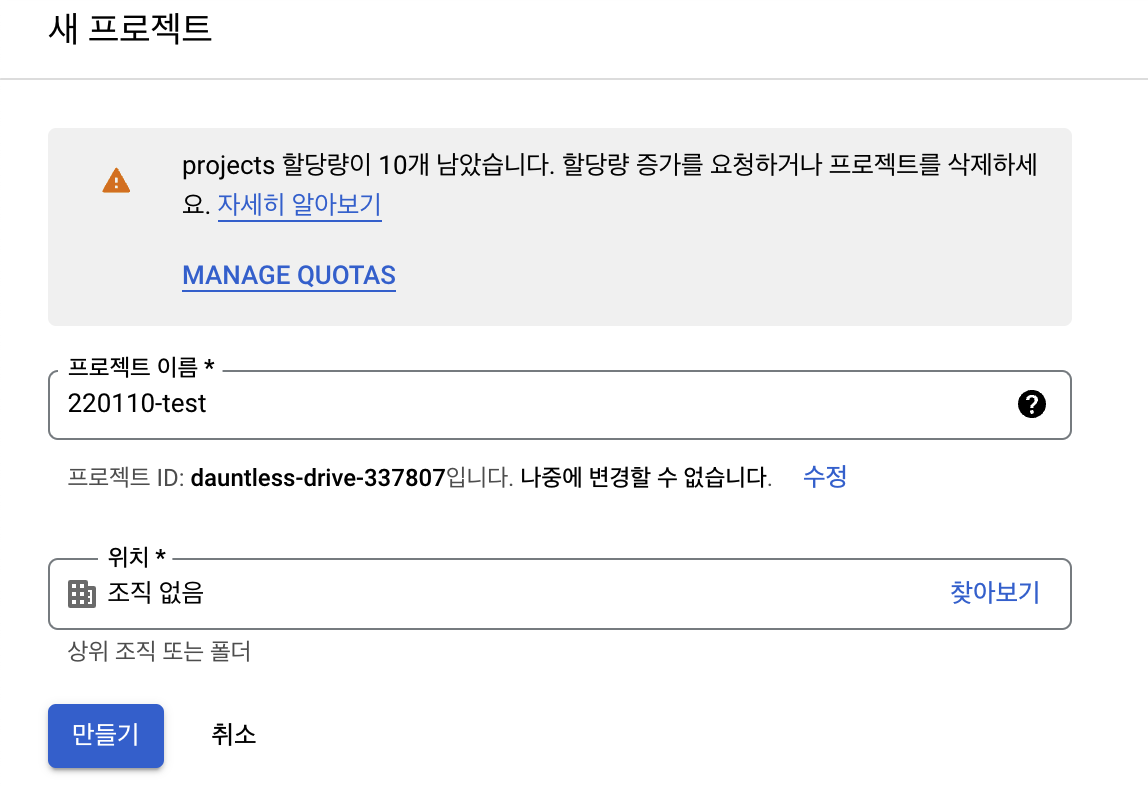 새 프로젝트
projects 할당량이 10개 남았습니다. 할당량 증가를 요청하거나 프로젝트를 삭제하세
요. 자세히 알아보기
MANAGE QUOTAS
프로젝트 이름 *
220110-test
프로젝트 ID: dauntless-drive-337807입니다. 나중에 변경할 수 없습니다. 수정
위치 *
조직 없음 찾아보기
상위 조직 또는 폴더
만들기 취소